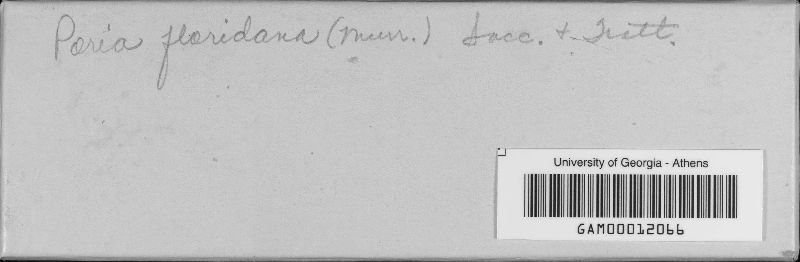 Poria floridana (Murr.) Sacc. & Trott.
University of Georgia - Athens
GAM00012066